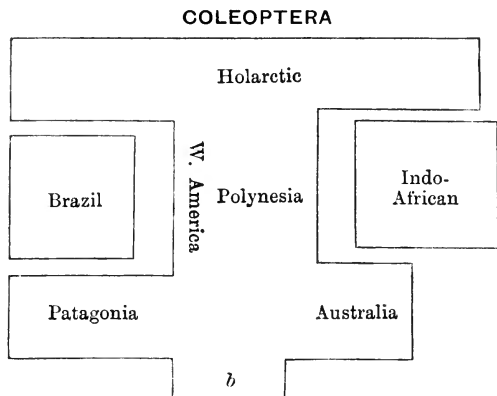 COLEOPTERA
Holarctic
W. America
Brazil
Polynesia
Indo-
African
Patagonia
Australia
b